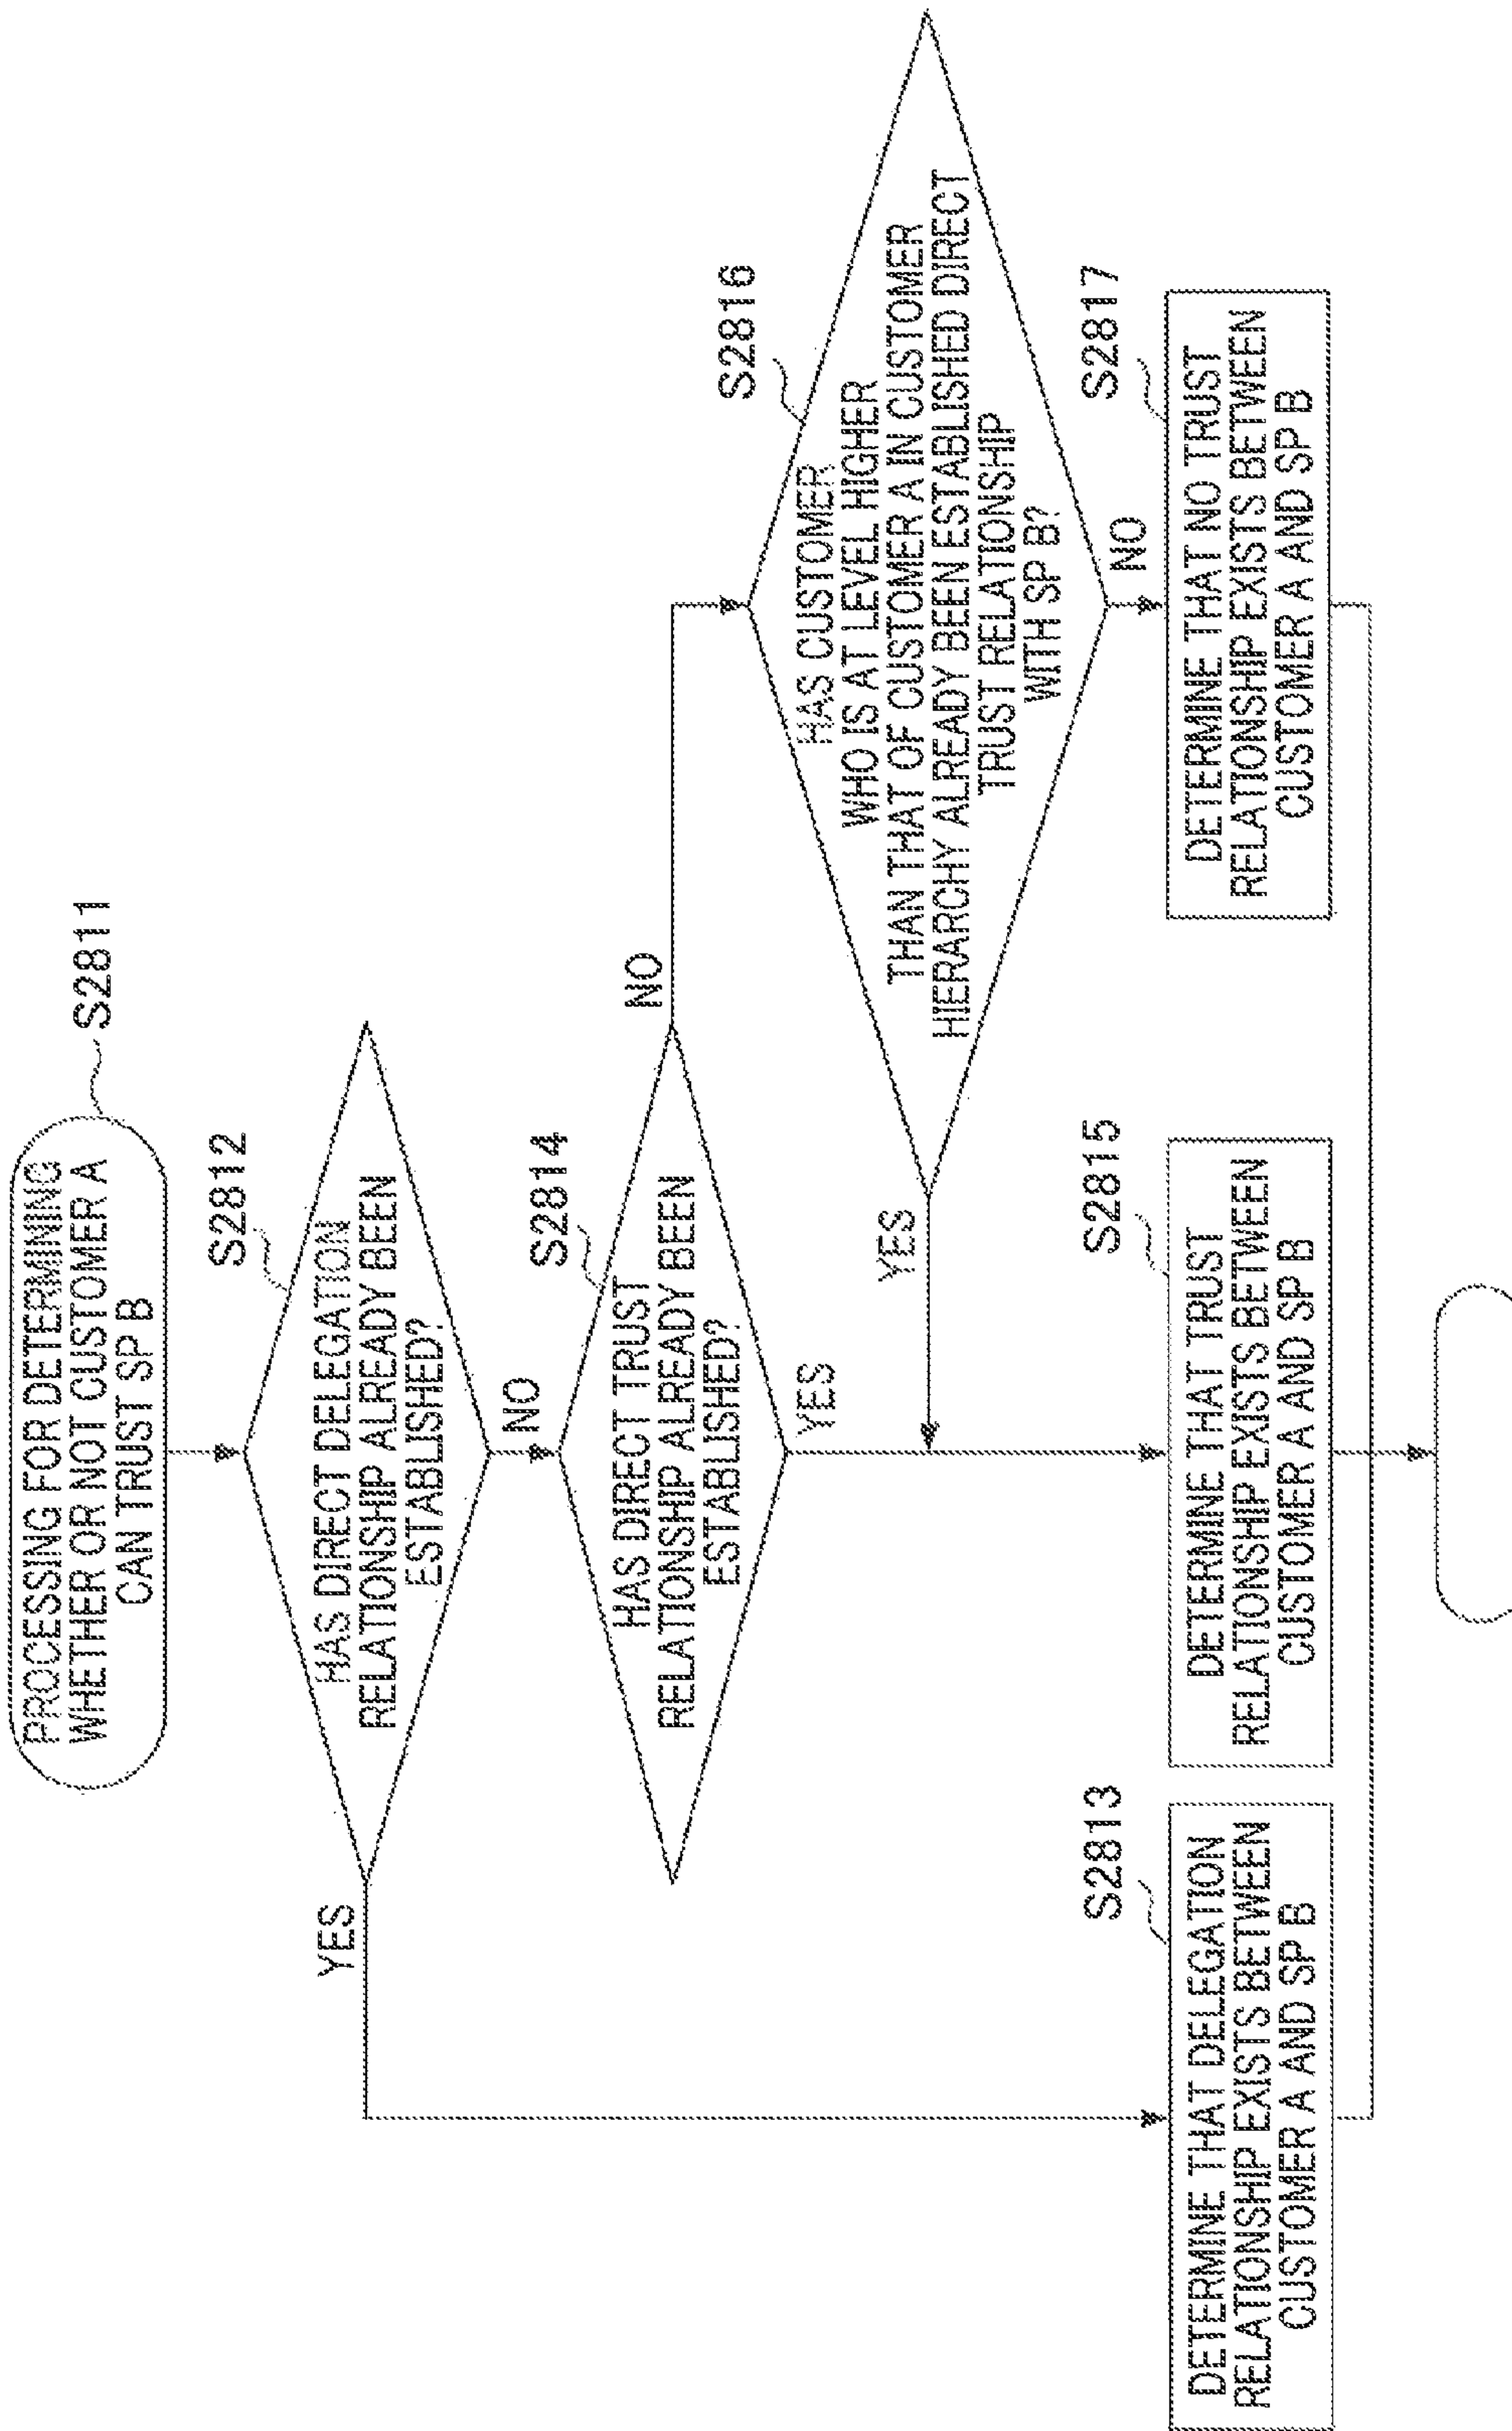 PROCESSING FOR DETERMINING
WHETHER OR NOT CUSTOMER A
CAN TRUST SP B
S2811
S2812
HAS DIRECT DELEGATION
RELATIONSHIP ALREADY BEEN
ESTABLISHED?
YES
NO
S2814
HAS DIRECT TRUST
RELATIONSHIP ALREADY BEEN
ESTABLISHED?
NO
YES
S2816
HAS CUSTOMER
WHO IS AT LEVEL HIGHER
THAN THAT OF CUSTOMER A IN CUSTOMER
HIERARCHY ALREADY BEEN ESTABLISHED DIRECT
TRUST RELATIONSHIP
WITH SP B?
YES
NO
S2813
DETERMINE THAT DELEGATION
RELATIONSHIP EXISTS BETWEEN
CUSTOMER A AND SP B
S2815
DETERMINE THAT TRUST
RELATIONSHIP EXISTS BETWEEN
CUSTOMER A AND SP B
S2817
DETERMINE THAT NO TRUST
RELATIONSHIP EXISTS BETWEEN
CUSTOMER A AND SP B